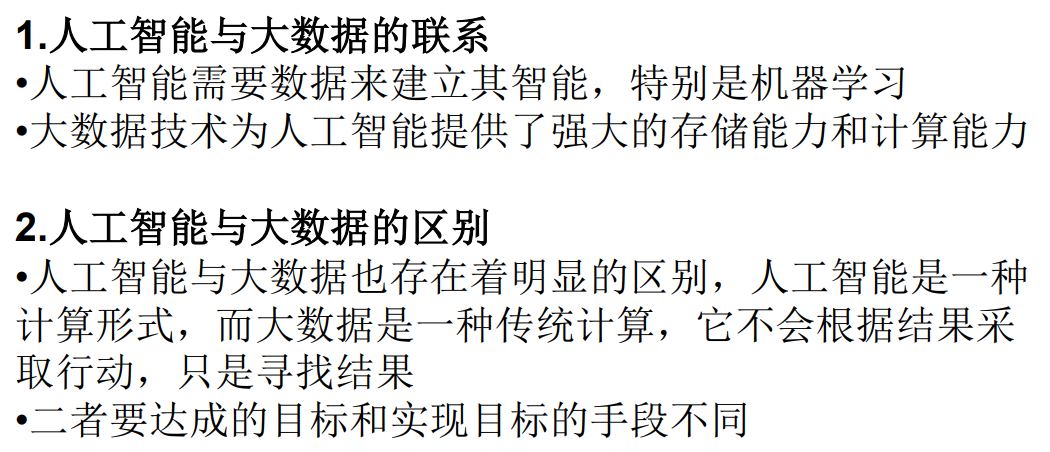 1.人工智能与大数据的联系
•人工智能需要数据来建立其智能，特别是机器学习
•大数据技术为人工智能提供了强大的存储能力和计算能力
2.人工智能与大数据的区别
•人工智能与大数据也存在着明显的区别，人工智能是一种
计算形式，而大数据是一种传统计算，它不会根据结果采
取行动，只是寻找结果
•二者要达成的目标和实现目标的手段不同